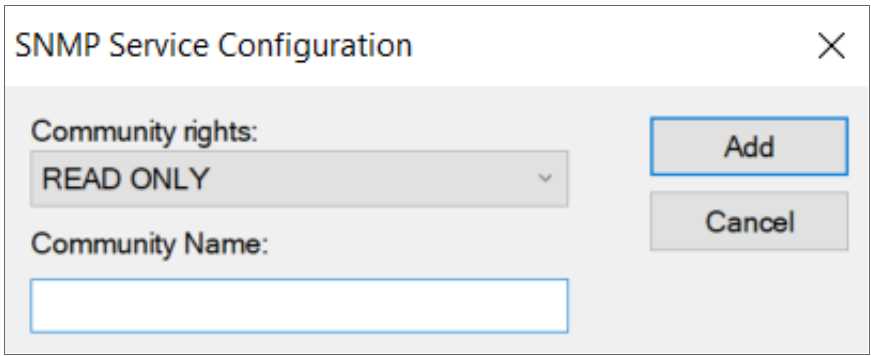 SNMP Service Configuration
Community rights:
READ ONLY
Add
Cancel
Community Name: